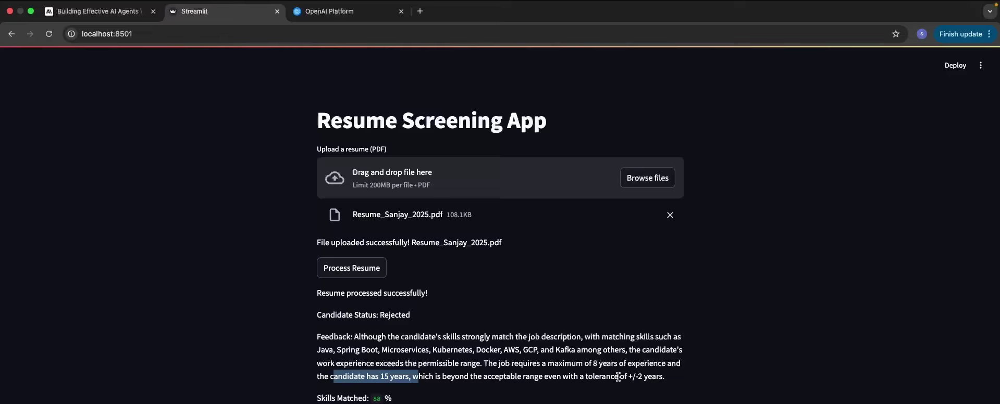 Building Effective AI Agents \
Streamlit
OpenAI Platform
localhost:8501
S
Finish update
Deploy
Resume Screening App
Upload a resume (PDF)
Drag and drop file here
Limit 200MB per file • PDF
Browse files
Resume_Sanjay_2025.pdf 108.1KB
File uploaded successfully! Resume_Sanjay_2025.pdf
Process Resume
Resume processed successfully!
Candidate Status: Rejected
Feedback: Although the candidate's skills strongly match the job description, with matching skills such as
Java, Spring Boot, Microservices, Kubernetes, Docker, AWS, GCP, and Kafka among others, the candidate's
work experience exceeds the permissible range. The job requires a maximum of 8 years of experience and
the candidate has 15 years, which is beyond the acceptable range even with a tolerance of +/-2 years.
Skills Matched: 88 %